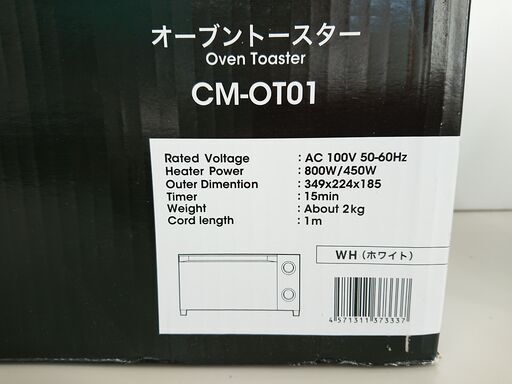 オーブントースター
Oven Toaster
CM-OT01
Rated Voltage : AC 100V 50-60Hz
Heater Power : 800W/450W
Outer Dimention : 349x224x185
Timer : 15min
Weight : About 2kg
Cord length : 1m
WH (ホワイト)
4 571311 373337